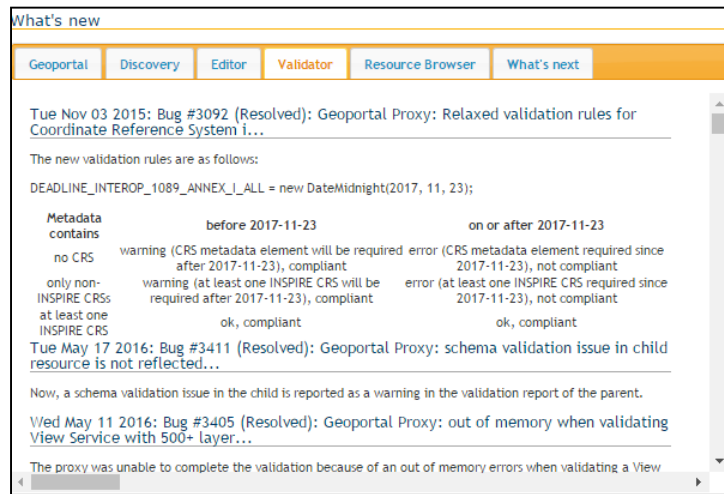 What's new
Geoportal Discovery Editor Validator Resource Browser What's next
Tue Nov 03 2015: Bug #3092 (Resolved): Geoportal Proxy: Relaxed validation rules for
Coordinate Reference System i...
The new validation rules are as follows:
DEADLINE_INTEROP_1089_ANNEX_I_ALL = new DateMidnight(2017, 11, 23);
Metadata
contains
before 2017-11-23
on or after 2017-11-23
no CRS
warning (CRS metadata element will be required
after 2017-11-23), compliant
error (CRS metadata element required since
2017-11-23), not compliant
only non-
INSPIRE CRSs
warning (at least one INSPIRE CRS will be
required after 2017-11-23), compliant
error (at least one INSPIRE CRS required since
2017-11-23), not compliant
at least one
INSPIRE CRS
ok, compliant
ok, compliant
Tue May 17 2016: Bug #3411 (Resolved): Geoportal Proxy: schema validation issue in child
resource is not reflected...
Now, a schema validation issue in the child is reported as a warning in the validation report of the parent.
Wed May 11 2016: Bug #3405 (Resolved): Geoportal Proxy: out of memory when validating
View Service with 500+ layer...
The proxy was unable to complete the validation because of an out of memory errors when validating a View